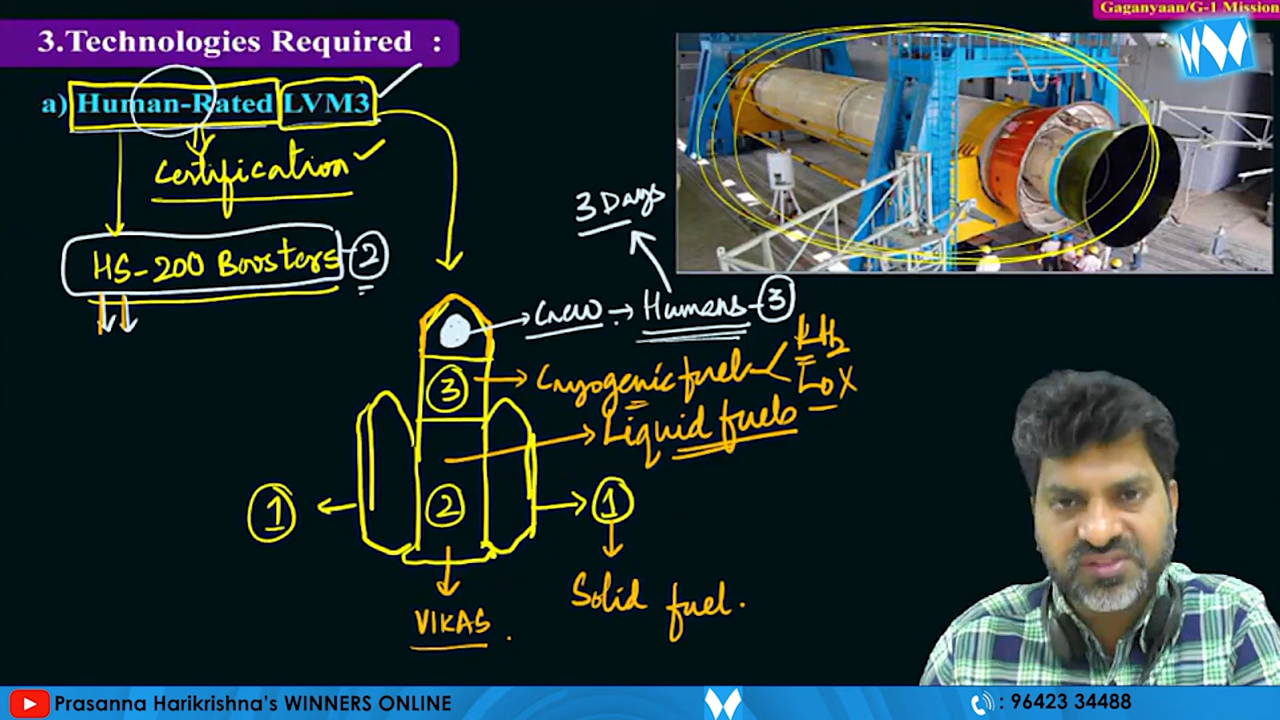 Gaganyaan/G-1 Mission
3.Technologies Required :
W
a) Human-Rated LVM3
Certification
HS-200 Boosters - 2
3 Days
Crew → Humans - 3
3 → Cryogenic fuel
LOX
Liquid fuels
1 ← 2 → 1
VIKAS
Solid fuel.
Prasanna Harikrishna's WINNERS ONLINE
W
: 96423 34488